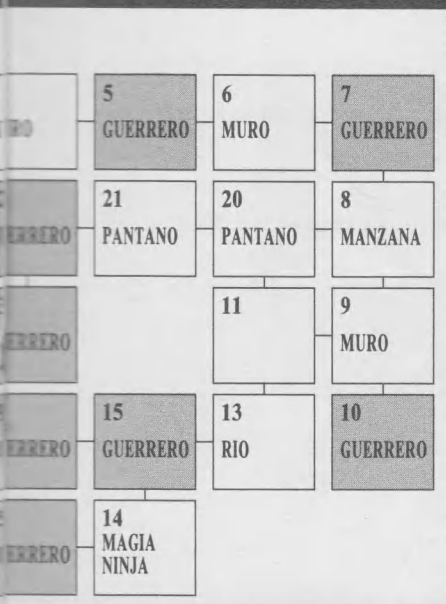 5
GUERRERO
6
MURO
7
GUERRERO
21
PANTANO
20
PANTANO
8
MANZANA
11
9
MURO
15
GUERRERO
13
RIO
10
GUERRERO
14
MAGIA
NINJA